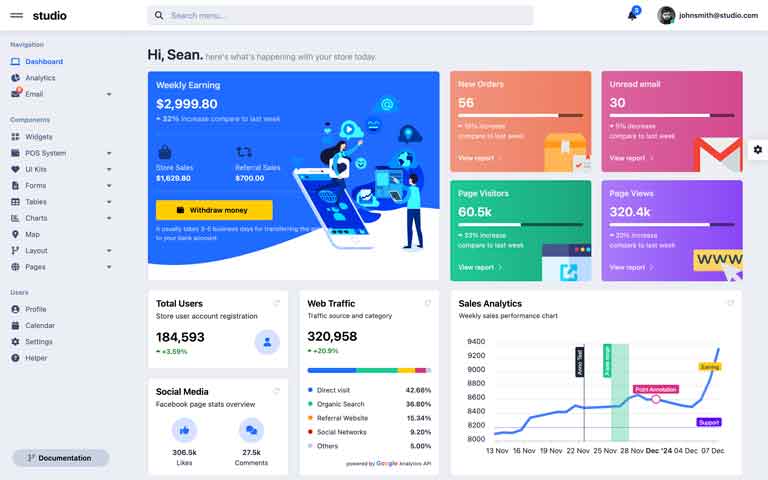 studio
Search menu...
3
johnsmith@studio.com
Navigation
Dashboard
Analytics
Email
Components
Widgets
POS System
UI Kits
Forms
Tables
Charts
Map
Layout
Pages
Users
Profile
Calendar
Settings
Helper
Documentation
Hi, Sean. here's what's happening with your store today.
Weekly Earning
$2,999.80
32% increase compare to last week
Store Sales
$1,629.80
Referral Sales
$700.00
Withdraw money
It usually takes 3-5 business days for transferring the
to your bank account.
New Orders
56
compare to last week
View report
Unread email
30
5% decrease
compare to last week
View report
Page Visitors
60.5k
33% increase
compare to last week
View report
Page Views
320.4k
20% increase
compare to last week
View report
WWW
Total Users
Store user account registration
184,593
+3.59%
Social Media
Facebook page stats overview
306.5k
Likes
27.5k
Comments
Web Traffic
Traffic source and category
320,958
+20.9%
Direct visit 42.66%
Organic Search 36.80%
Referral Website 15.34%
Social Networks 9.20%
Others 5.00%
powered by Google Analytics API
Sales Analytics
Weekly sales performance chart
9400
9200
9000
8800
8600
8400
8200
8000
Anno Test
X-axis range
Point Annotation
Earning
Support
13 Nov 16 Nov 19 Nov 22 Nov 25 Nov 28 Nov Dec '24 04 Dec 07 Dec